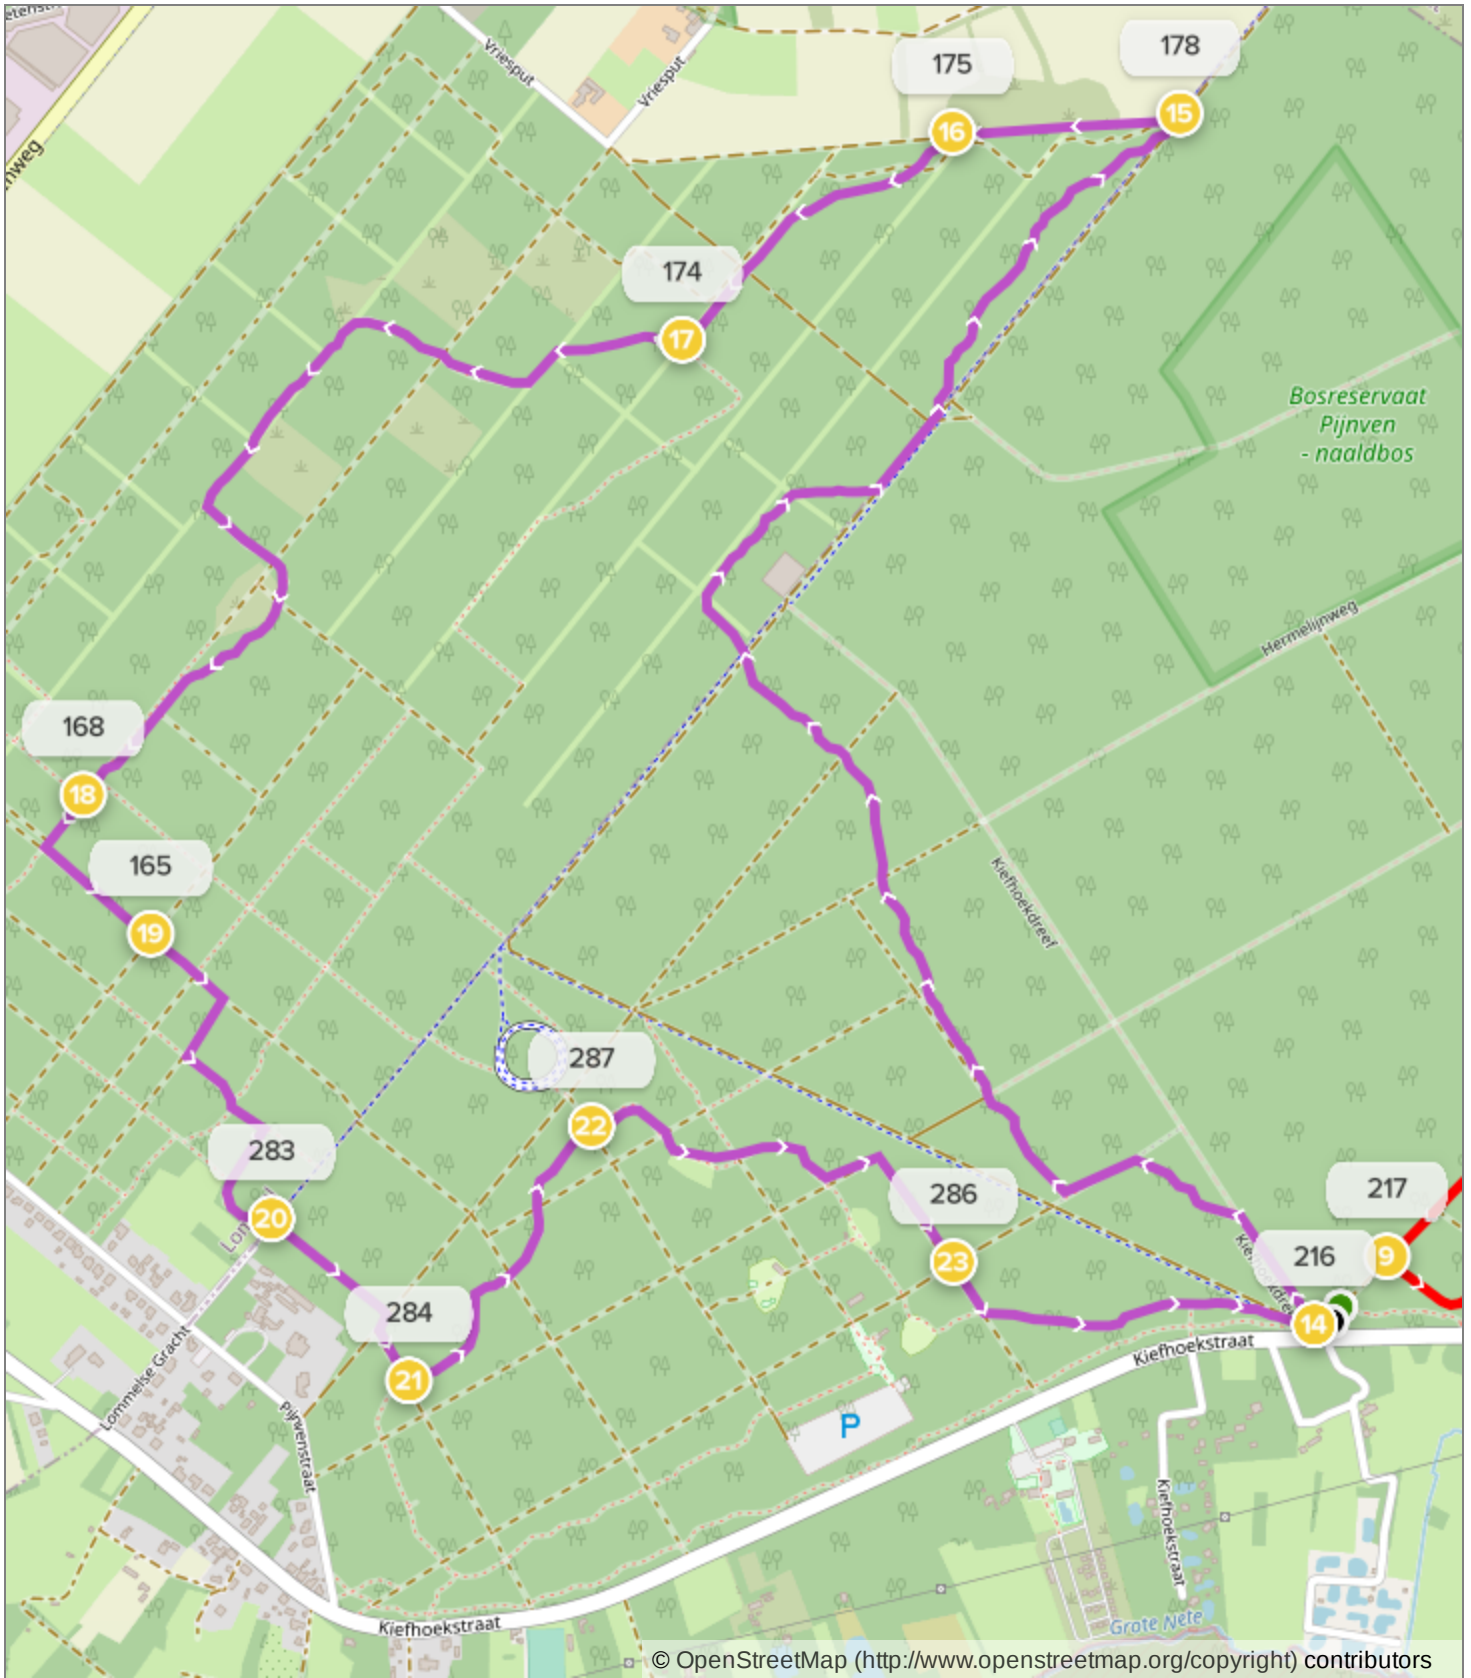 Vriesput
Vriesput
178
175
15
16
174
17
Bosreservaat
Pijnven
- naaldbos
Hermelijnweg
168
18
165
19
Kiefhoekdreef
287
22
283
20
286
217
23
216
9
284
14
21
Kiefhoekstraat
Lommelse Gracht
Pijnvenstraat
P
Kiefhoekstraat
Kiefhoekstraat
Grote Nete
© OpenStreetMap (http://www.openstreetmap.org/copyright) contributors